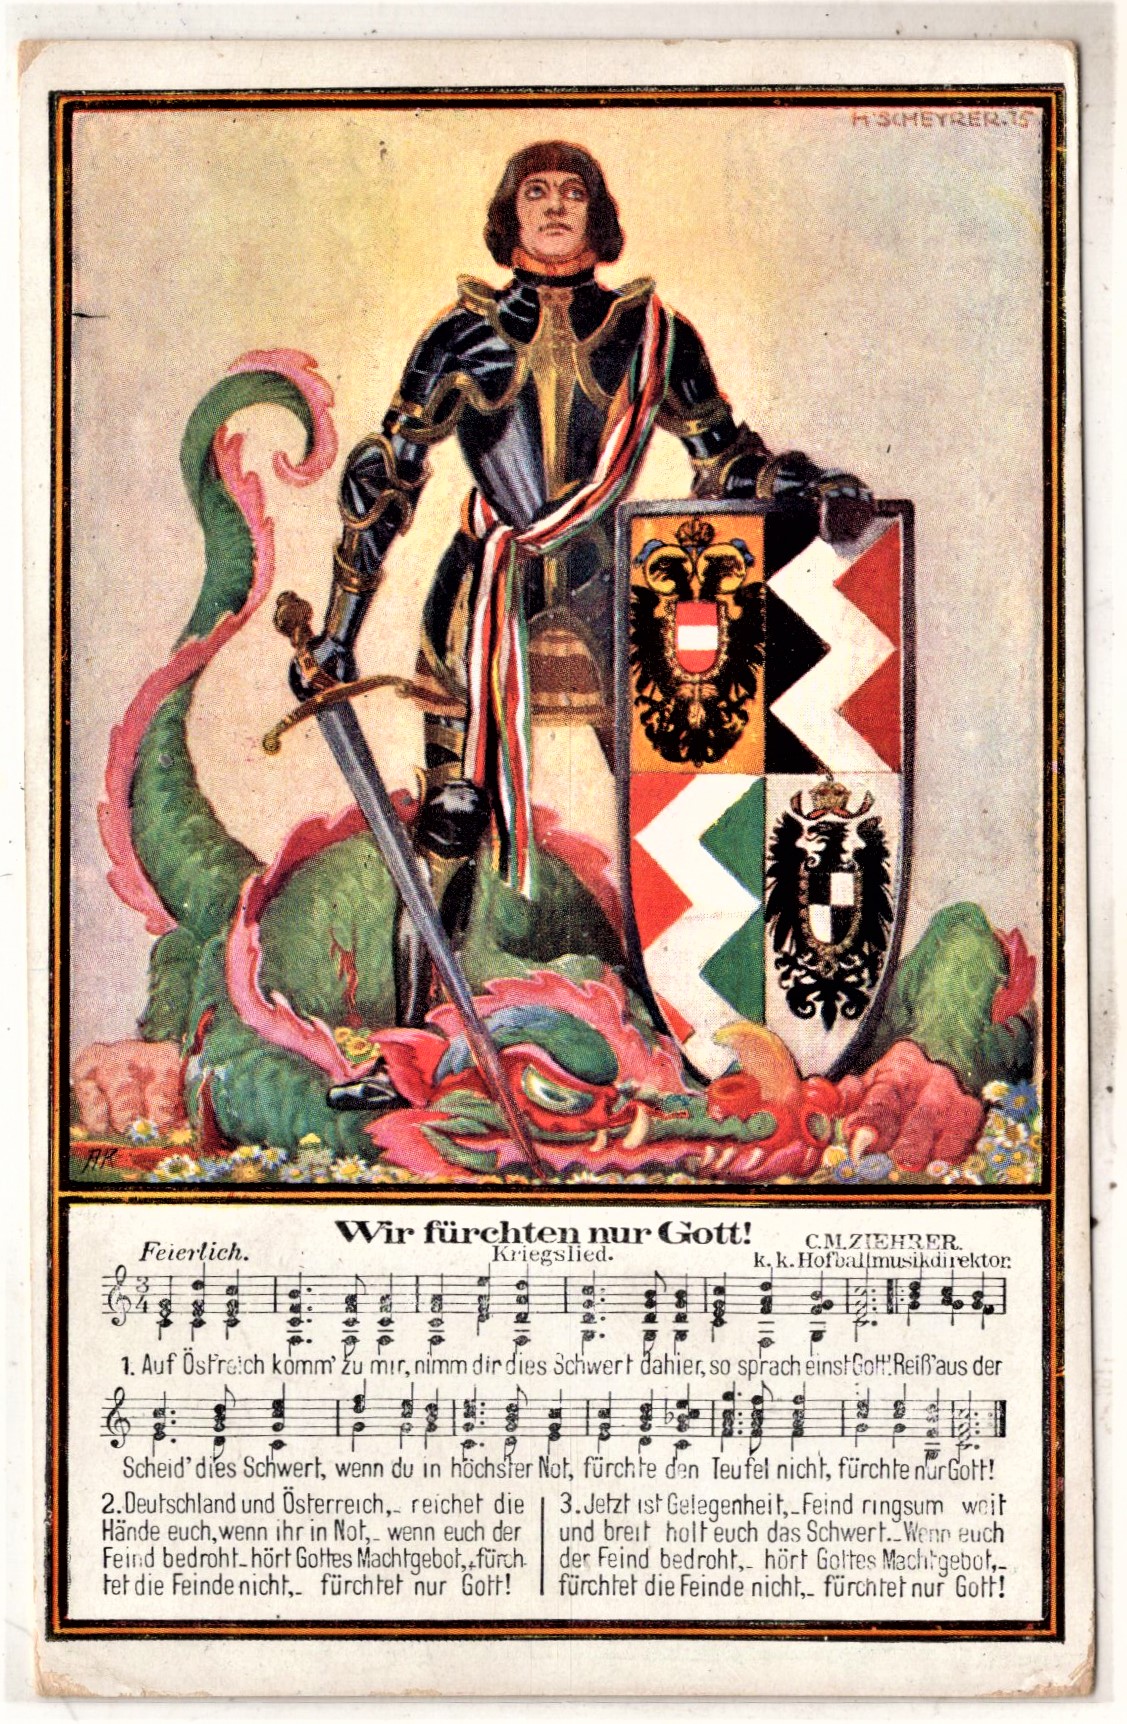 H·SCHEYRER·15
AK
Wir fürchten nur Gott!
Feierlich.
Kriegslied.
C.M.ZIEHRER.
k.k.Hofballmusikdirektor.
3
4
1. Auf Öst'reich komm' zu mir, nimm dir dies Schwert dahier, so sprach einst Gott! Reiß' aus der
Scheid' dies Schwert, wenn du in höchster Not, fürchte den Teufel nicht, fürchte nur Gott!
2. Deutschland und Österreich,- reichet die
Hände euch, wenn ihr in Not,- wenn euch der
Feind bedroht- hört Gottes Machtgebot,- fürch-
tet die Feinde nicht,- fürchtet nur Gott!
3. Jetzt ist Gelegenheit,- Feind ringsum weit
und breit holt euch das Schwert.- Wenn euch
der Feind bedroht,- hört Gottes Machtgebot,-
fürchtet die Feinde nicht,- fürchtet nur Gott!